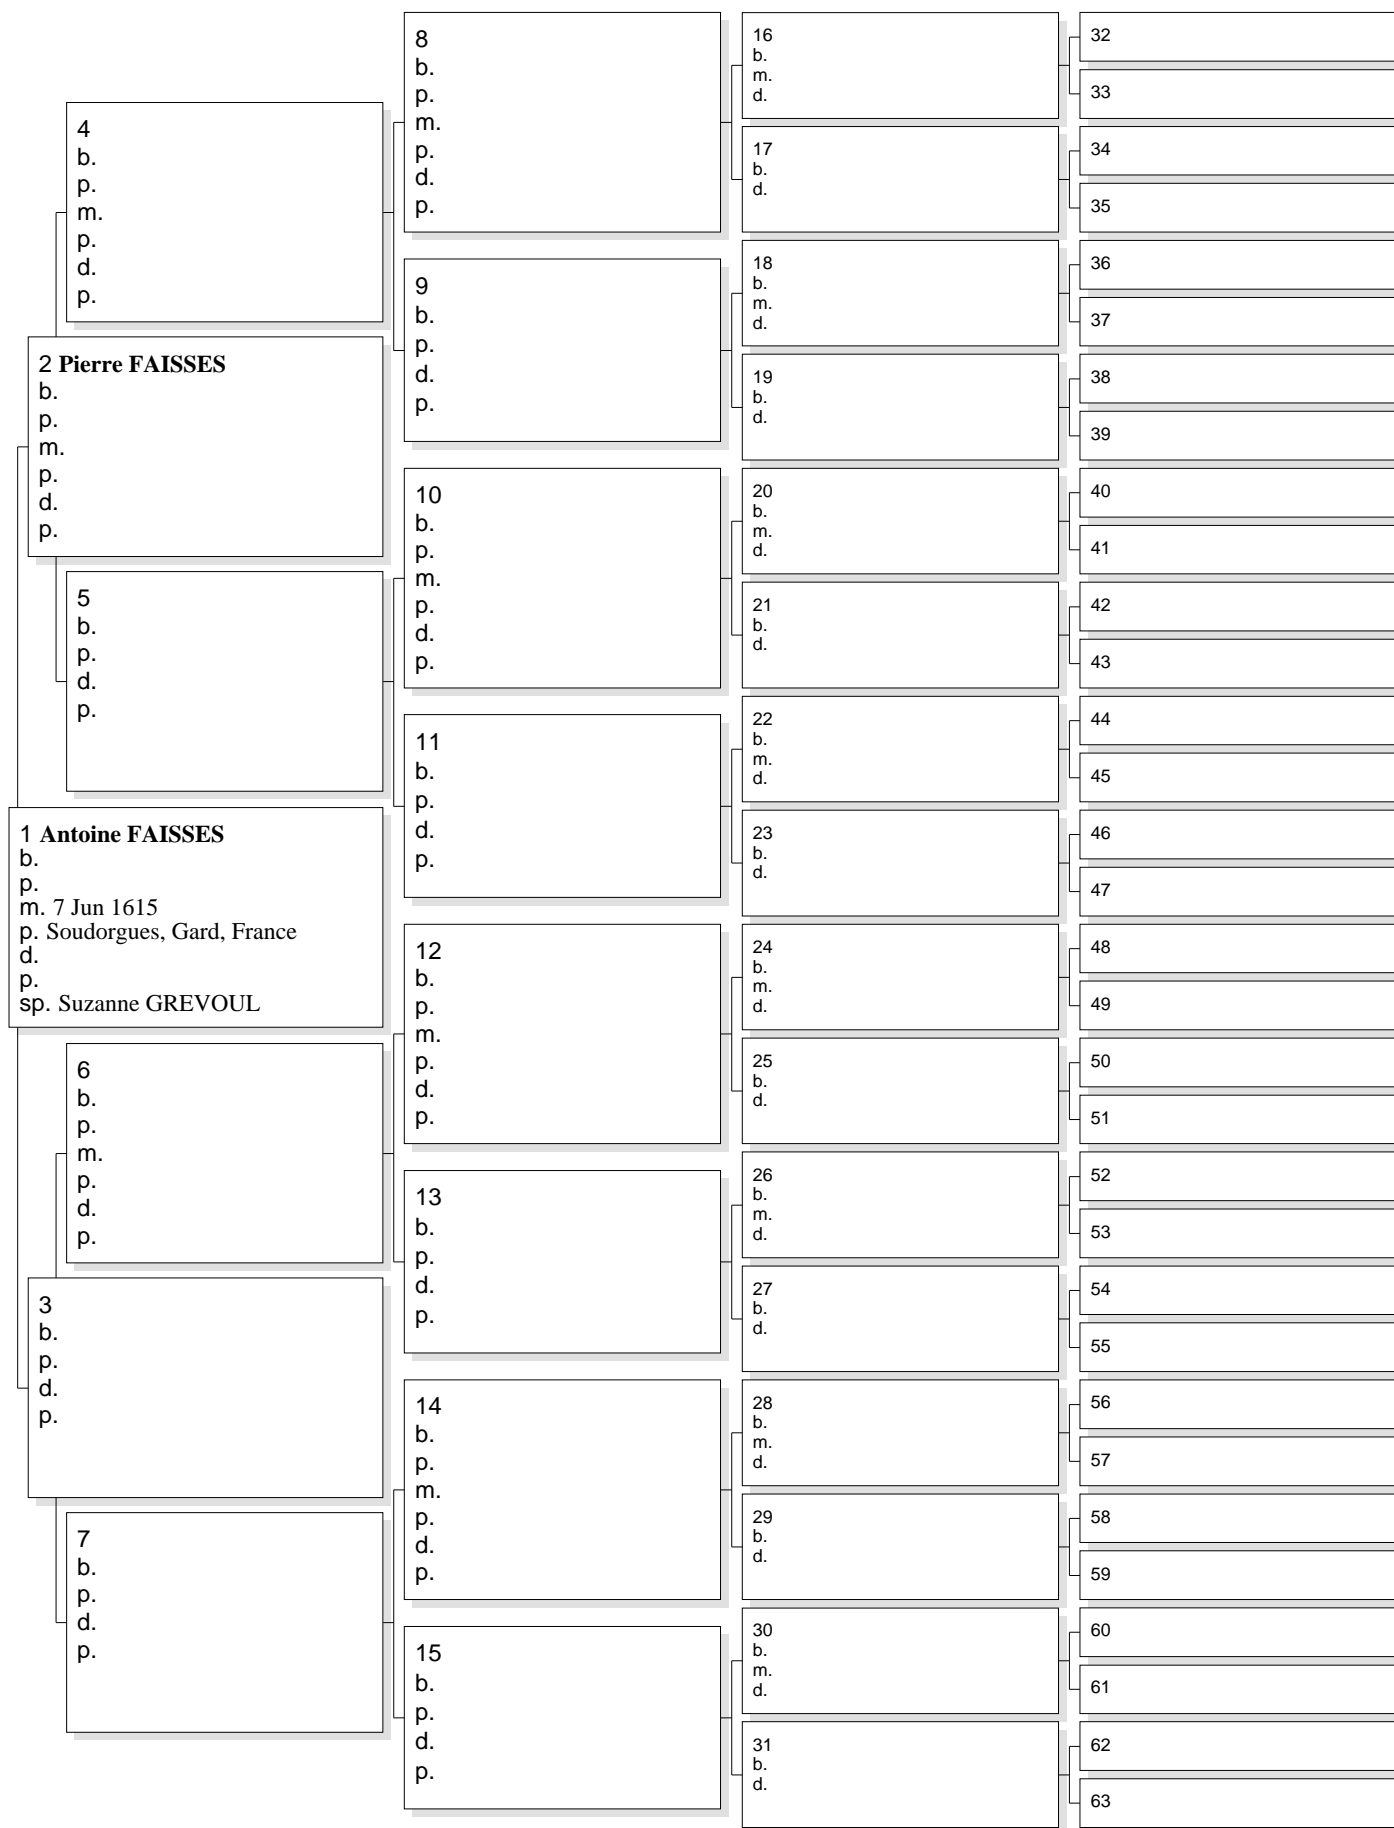 4
b.
p.
m.
p.
d.
p.
2 Pierre FAISSES
b.
p.
m.
p.
d.
p.
5
b.
p.
d.
p.
1 Antoine FAISSES
b.
p.
m. 7 Jun 1615
p. Soudorgues, Gard, France
d.
p.
sp. Suzanne GREVOUL
6
b.
p.
m.
p.
d.
p.
3
b.
p.
d.
p.
7
b.
p.
d.
p.
8
b.
p.
m.
p.
d.
p.
9
b.
p.
d.
p.
10
b.
p.
m.
p.
d.
p.
11
b.
p.
d.
p.
12
b.
p.
m.
p.
d.
p.
13
b.
p.
d.
p.
14
b.
p.
m.
p.
d.
p.
15
b.
p.
d.
p.
16
b.
m.
d.
17
b.
d.
18
b.
m.
d.
19
b.
d.
20
b.
m.
d.
21
b.
d.
22
b.
m.
d.
23
b.
d.
24
b.
m.
d.
25
b.
d.
26
b.
m.
d.
27
b.
d.
28
b.
m.
d.
29
b.
d.
30
b.
m.
d.
31
b.
d.
32
33
34
35
36
37
38
39
40
41
42
43
44
45
46
47
48
49
50
51
52
53
54
55
56
57
58
59
60
61
62
63